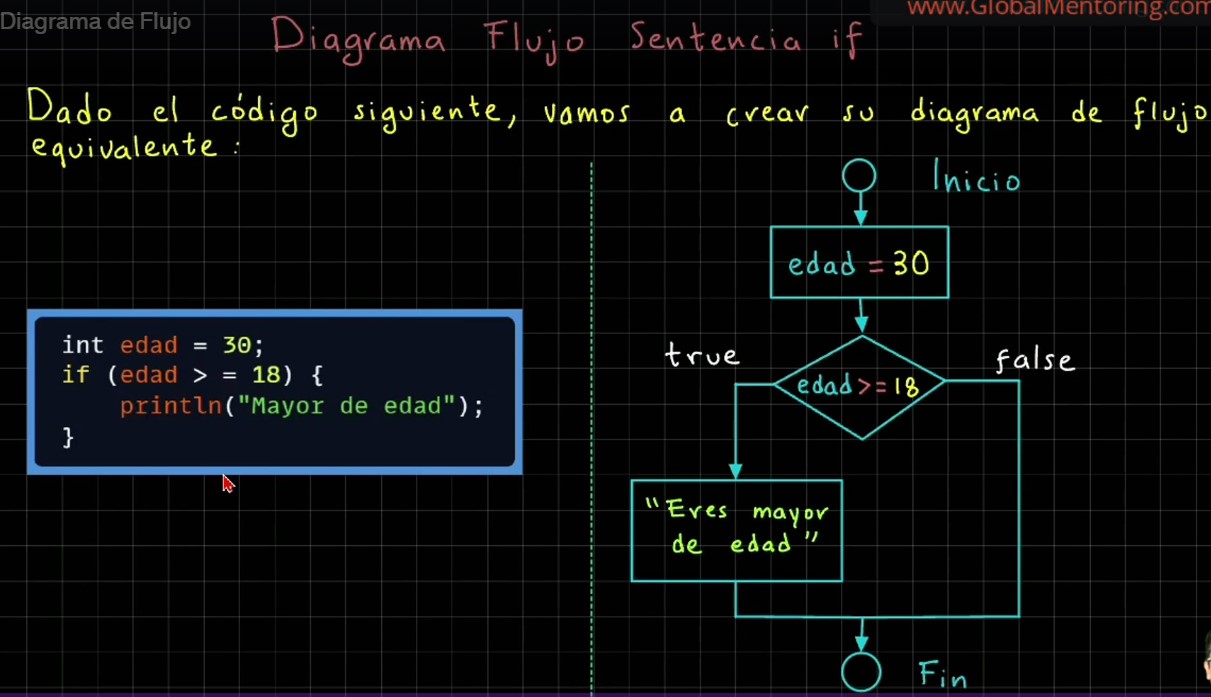 Diagrama de Flujo
www.GlobalMentoring.com
Diagrama Flujo Sentencia if
Dado el código siguiente, vamos a crear su diagrama de flujo
equivalente:
int edad = 30;
if (edad > = 18) {
println("Mayor de edad");
}
Inicio
edad = 30
true
false
edad >= 18
"Eres mayor
de edad"
Fin